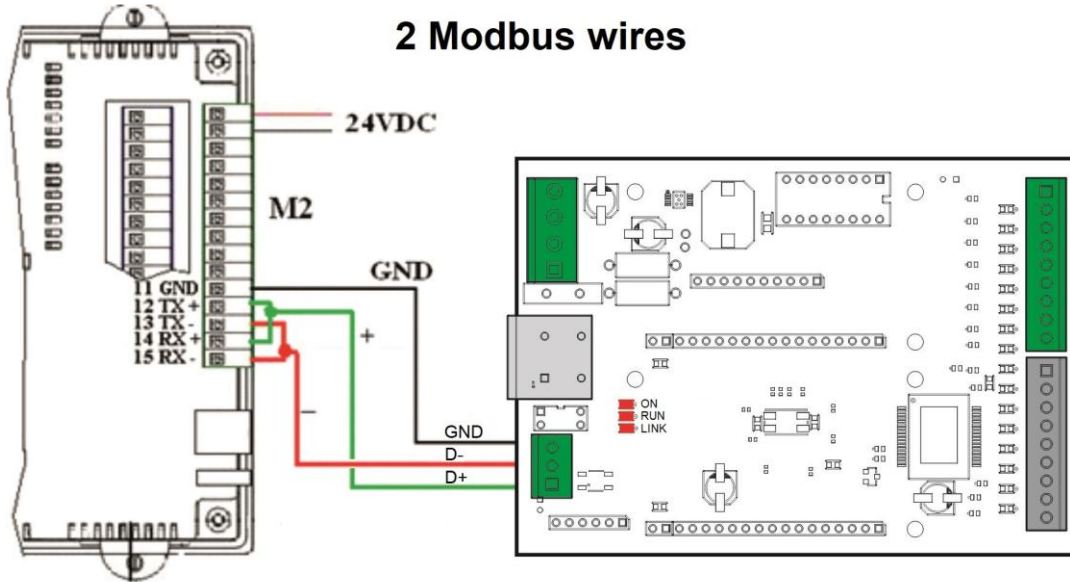 2 Modbus wires
24VDC
M2
GND
11 GND
12 TX +
13 TX -
14 RX +
15 RX -
+
–
GND
D-
D+
ON
RUN
LINK